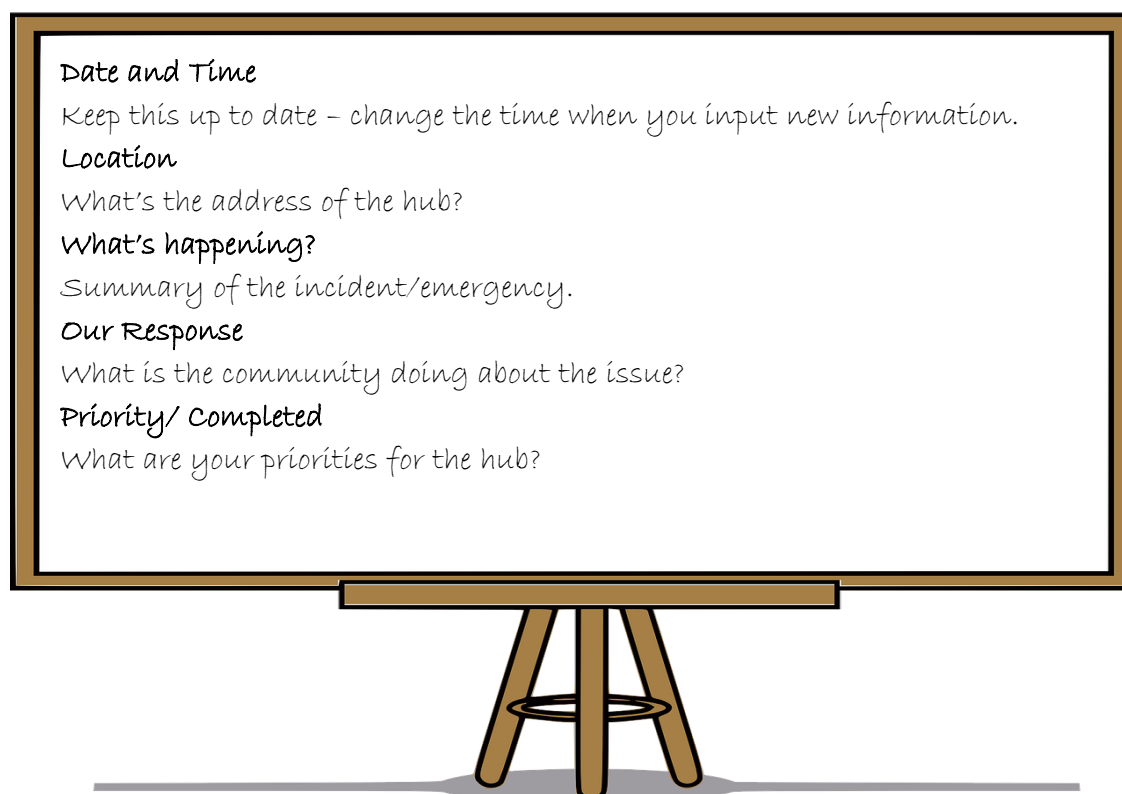 Date and Time
Keep this up to date – change the time when you input new information.
Location
What's the address of the hub?
What's happening?
Summary of the incident/emergency.
Our Response
What is the community doing about the issue?
Priority/ Completed
What are your priorities for the hub?